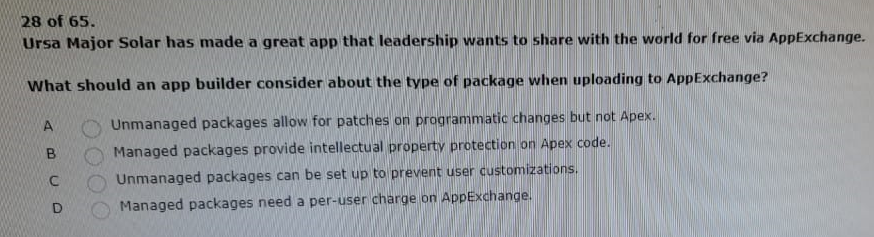 28 of 65.
Ursa Major Solar has made a great app that leadership wants to share with the world for free via AppExchange.
What should an app builder consider about the type of package when uploading to AppExchange?
A Unmanaged packages allow for patches on programmatic changes but not Apex.
B Managed packages provide intellectual property protection on Apex code.
C Unmanaged packages can be set up to prevent user customizations.
D Managed packages need a per-user charge on AppExchange.